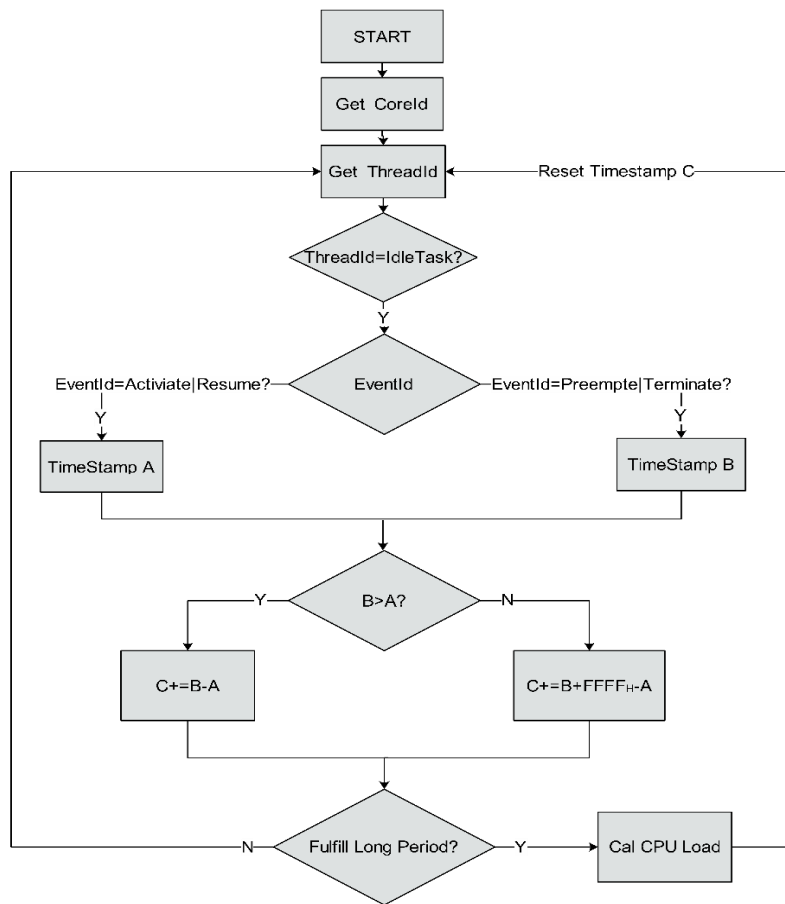 START
Get CoreId
Get ThreadId
Reset Timestamp C
ThreadId=IdleTask?
Y
EventId=Activiate|Resume?
EventId
EventId=Preempte|Terminate?
Y
Y
TimeStamp A
TimeStamp B
B>A?
Y
N
C+=B-A
C+=B+FFFFH-A
Fulfill Long Period?
N
Y
Cal CPU Load